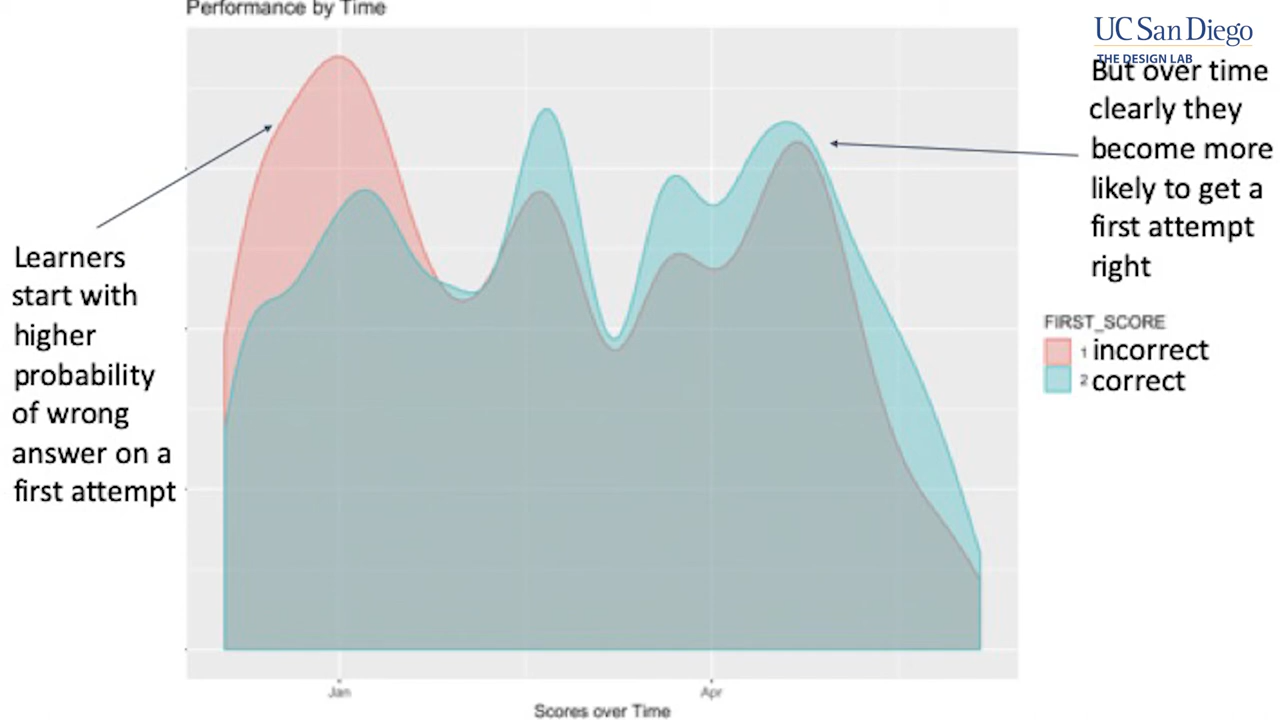 Performance by Time
UC San Diego
THE DESIGN LAB
But over time
clearly they
become more
likely to get a
first attempt
right
Learners
start with
higher
probability
of wrong
answer on a
first attempt
FIRST_SCORE
1 incorrect
2 correct
Jan
Apr
Scores over Time